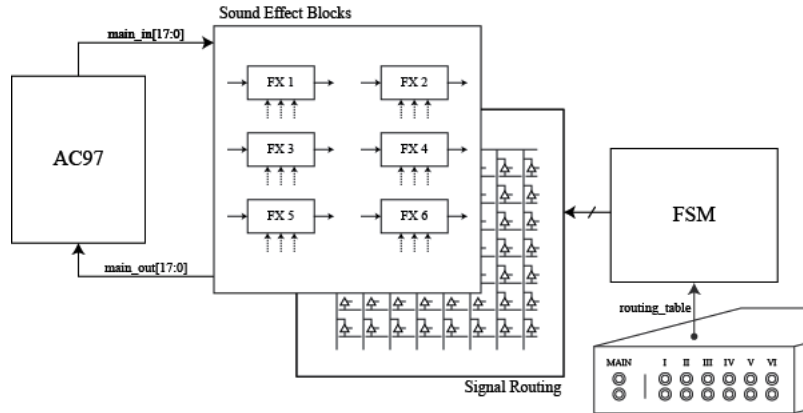 Sound Effect Blocks
main_in[17:0]
FX 1
FX 2
AC97
FX 3
FX 4
FSM
FX 5
FX 6
main_out[17:0]
routing_table
MAIN I II III IV V VI
Signal Routing